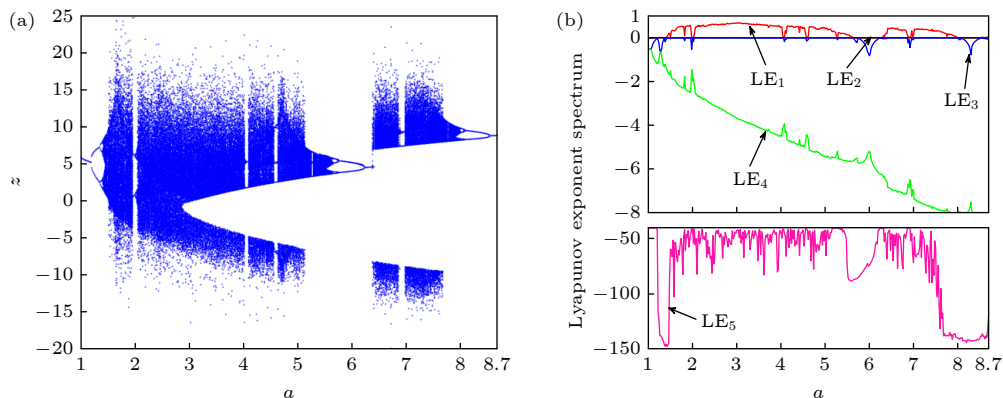 (a)
25
20
15
10
5
0
−5
−10
−15
−20
z
1 2 3 4 5 6 7 8 8.7
a
(b)
Lyapunov exponent spectrum
1
0
−2
−4
−6
−8
LE1
LE2
LE3
LE4
−50
−100
−150
LE5
1 2 3 4 5 6 7 8 8.7
a